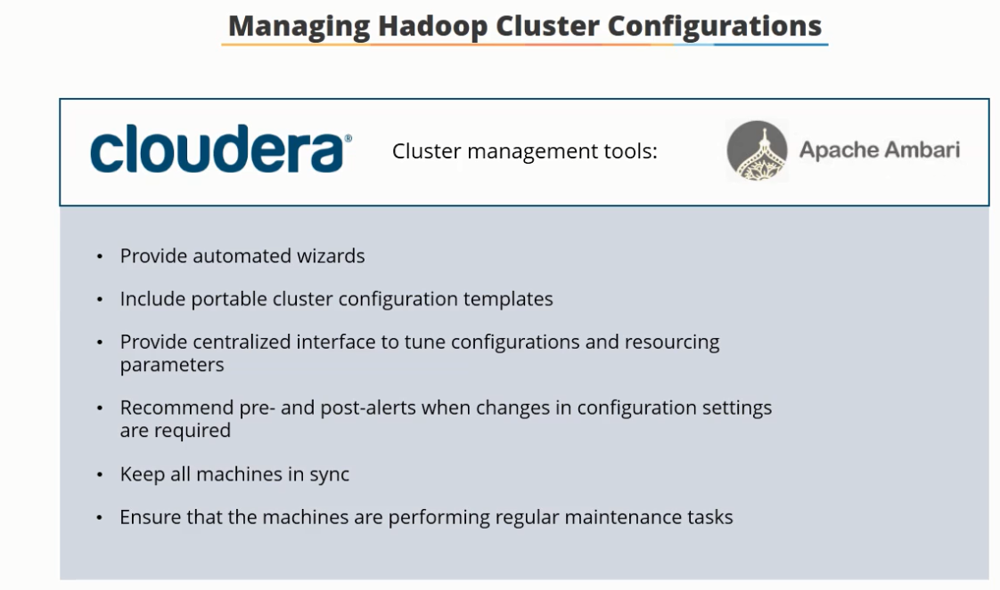 Managing Hadoop Cluster Configurations
cloudera®
Cluster management tools:
Apache Ambari
• Provide automated wizards
• Include portable cluster configuration templates
• Provide centralized interface to tune configurations and resourcing
parameters
• Recommend pre- and post-alerts when changes in configuration settings
are required
• Keep all machines in sync
• Ensure that the machines are performing regular maintenance tasks